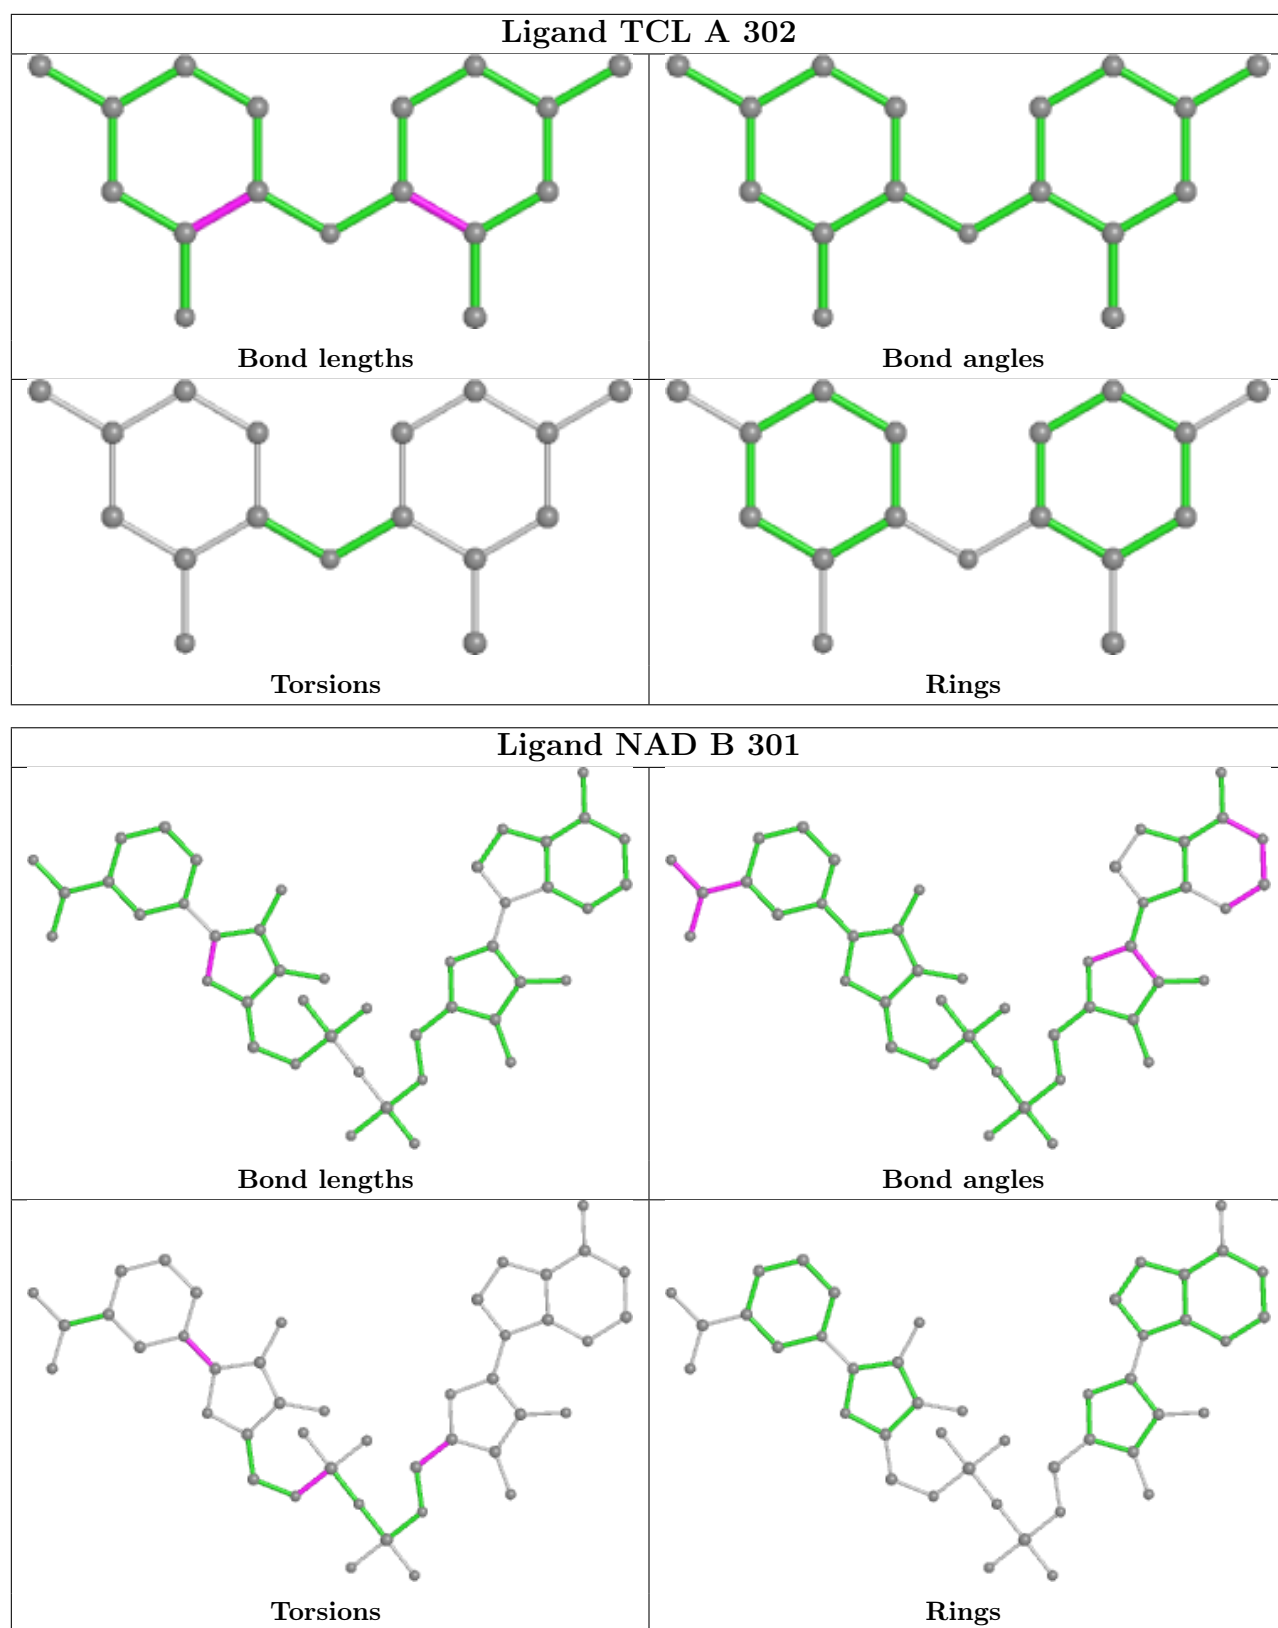 Ligand TCL A 302
Bond lengths
Bond angles
Torsions
Rings
Ligand NAD B 301
Bond lengths
Bond angles
Torsions
Rings